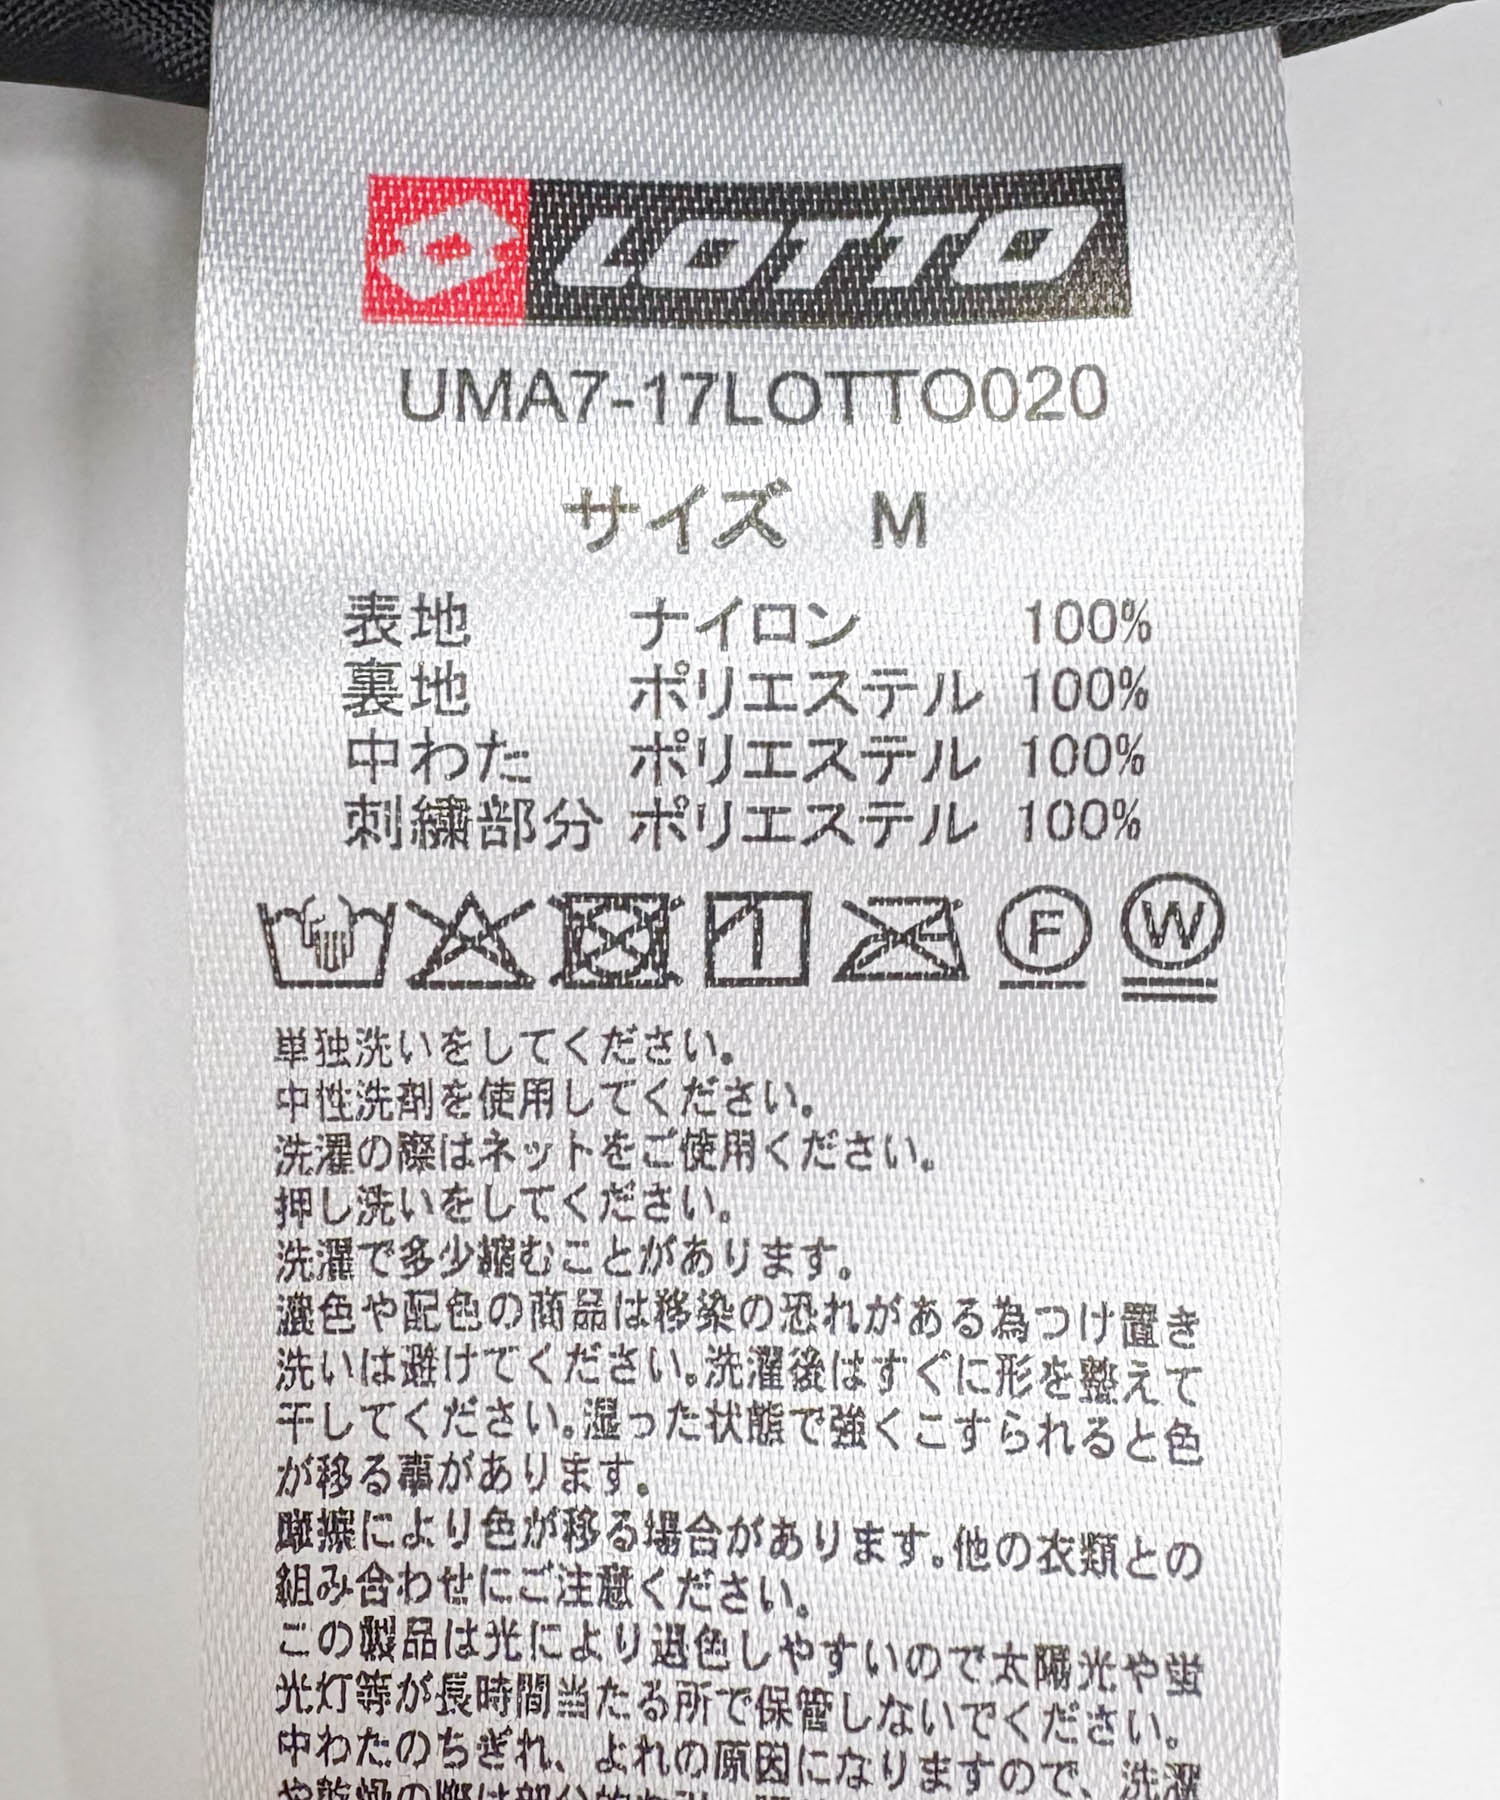 LOTTO
UMA7-17LOTTO020
サイズ M
表地 ナイロン 100%
裏地 ポリエステル 100%
中わた ポリエステル 100%
刺繍部分 ポリエステル 100%
F W
単独洗いをしてください。
中性洗剤を使用してください。
洗濯の際はネットをご使用ください。
押し洗いをしてください。
洗濯で多少縮むことがあります。
濃色や配色の商品は移染の恐れがある為つけ置き
洗いは避けてください。洗濯後はすぐに形を整えて
干してください。湿った状態で強くこすられると色
が移る事があります。
摩擦により色が移る場合があります。他の衣類との
組み合わせにご注意ください。
この製品は光により退色しやすいので太陽光や蛍
光灯等が長時間当たる所で保管しないでください。
中わたのちぎれ、よれの原因になりますので、洗濯
や乾燥の際は部分的な